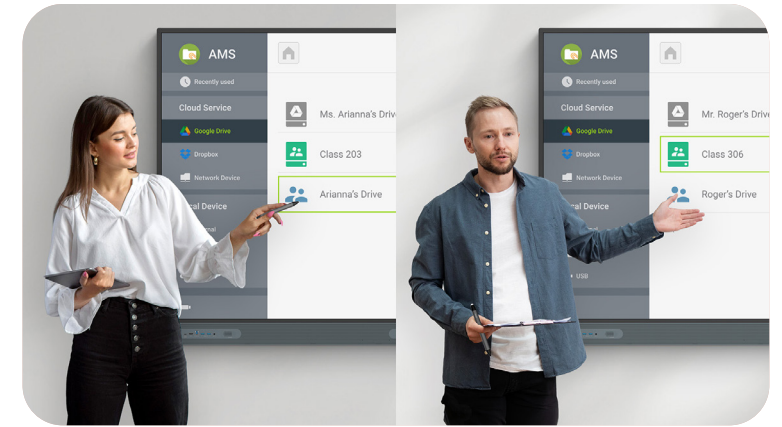 AMS
Recently used
Cloud Service
Google Drive
Dropbox
Network Device
cal Device
rnal
Ms. Arianna's Driv
Class 203
Arianna's Drive
AMS
Recently used
Cloud Service
Google Drive
Dropbox
Network Device
cal Device
USB
Mr. Roger's Drive
Class 306
Roger's Drive